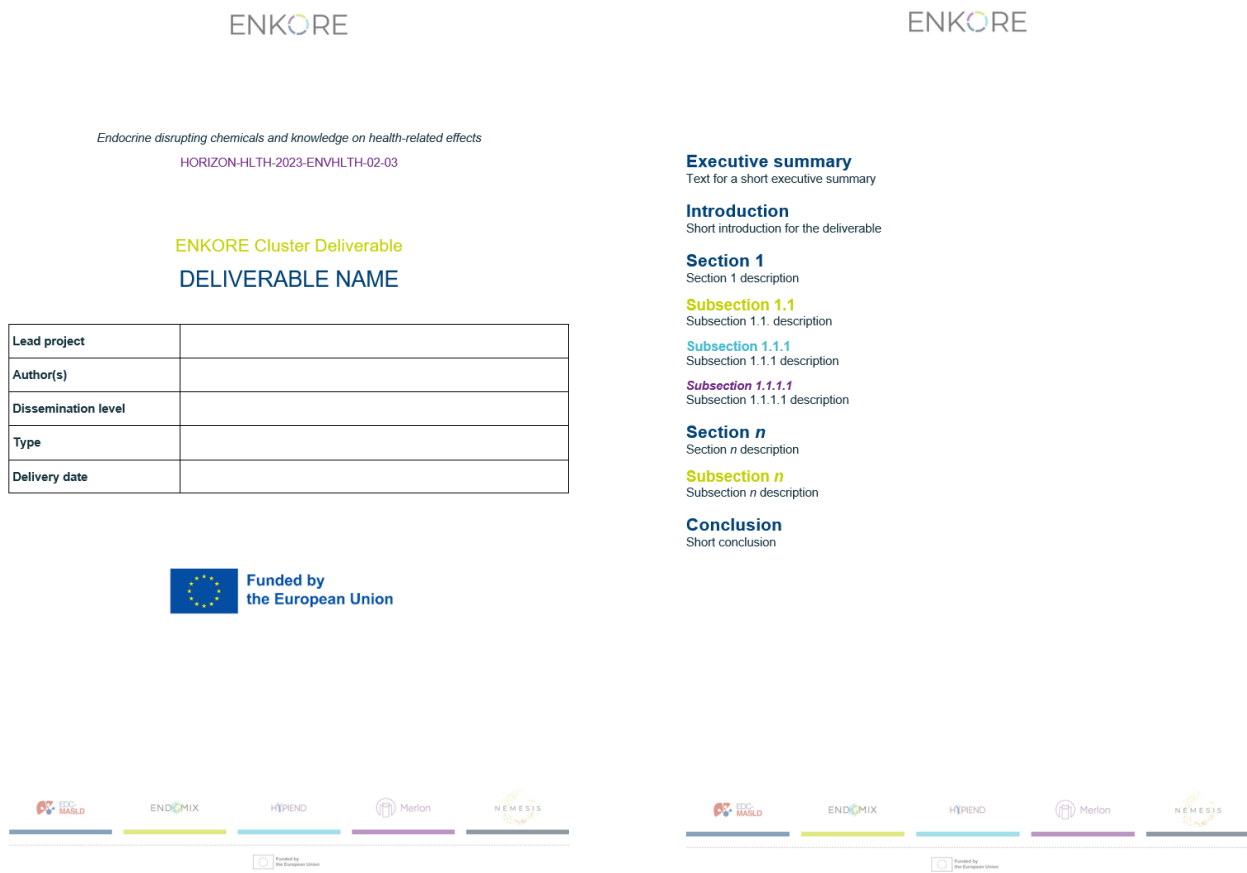 ENKORE
Endocrine disrupting chemicals and knowledge on health-related effects
HORIZON-HLTH-2023-ENVHLTH-02-03
ENKORE Cluster Deliverable
DELIVERABLE NAME
Lead project
Author(s)
Dissemination level
Type
Delivery date
Funded by
the European Union
EDC-
MASLD
ENDOMIX
HYPIEND
Merlon
NEMESIS
Funded by
the European Union
ENKORE
Executive summary
Text for a short executive summary
Introduction
Short introduction for the deliverable
Section 1
Section 1 description
Subsection 1.1
Subsection 1.1. description
Subsection 1.1.1
Subsection 1.1.1 description
Subsection 1.1.1.1
Subsection 1.1.1.1 description
Section n
Section n description
Subsection n
Subsection n description
Conclusion
Short conclusion
EDC-
MASLD
ENDOMIX
HYPIEND
Merlon
NEMESIS
Funded by
the European Union